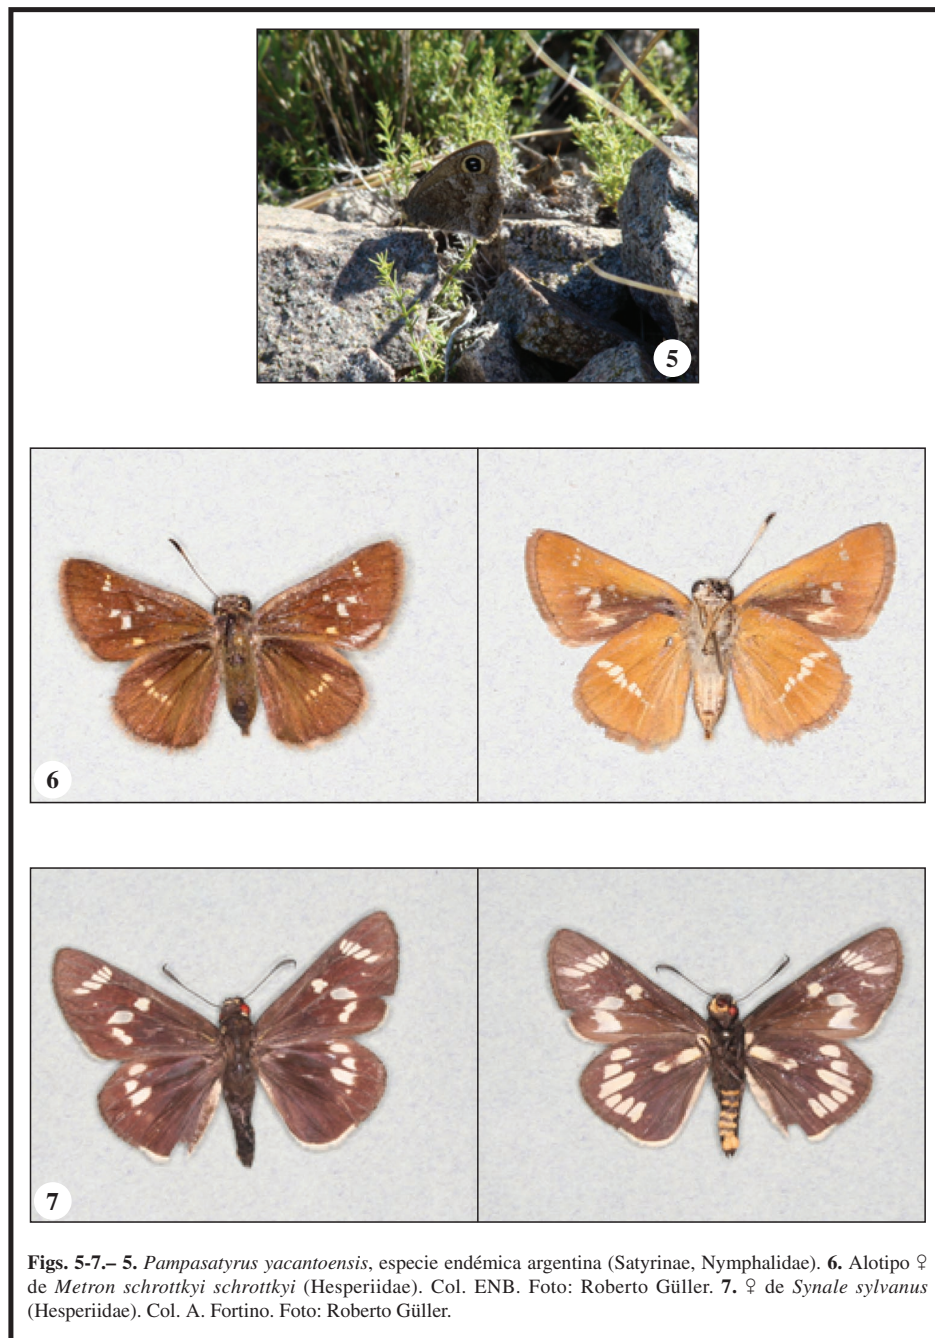 5
6
7
Figs. 5-7.– 5. Pampasatyrus yacantoensis, especie endémica argentina (Satyrinae, Nymphalidae). 6. Alotipo ♀
de Metron schrottkyi schrottkyi (Hesperiidae). Col. ENB. Foto: Roberto Güller. 7. ♀ de Synale sylvanus
(Hesperiidae). Col. A. Fortino. Foto: Roberto Güller.